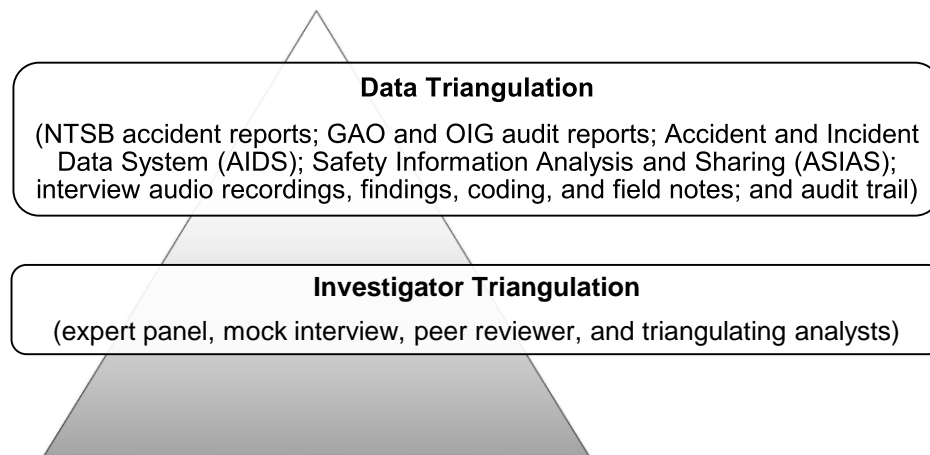 Data Triangulation
(NTSB accident reports; GAO and OIG audit reports; Accident and Incident
Data System (AIDS); Safety Information Analysis and Sharing (ASIAS);
interview audio recordings, findings, coding, and field notes; and audit trail)
Investigator Triangulation
(expert panel, mock interview, peer reviewer, and triangulating analysts)